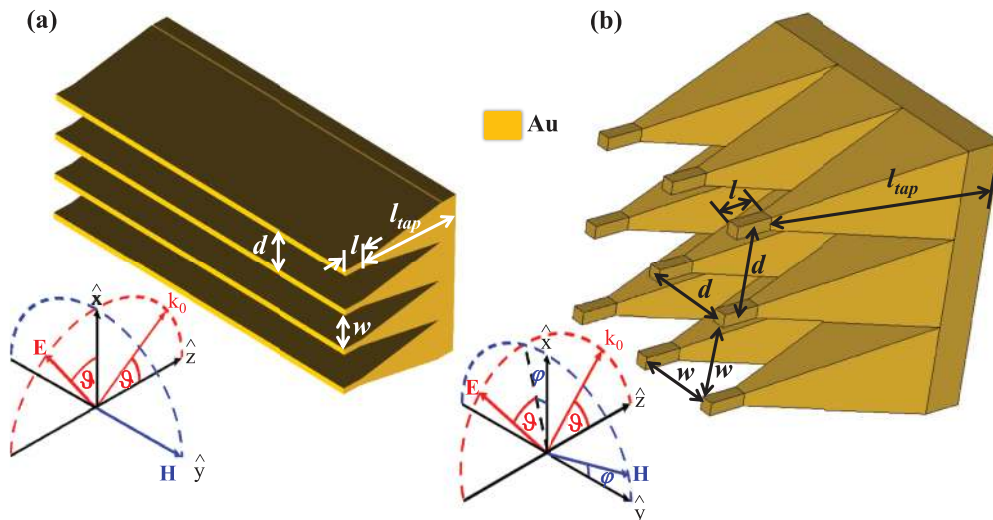 (a)
(b)
Au
l
l_tap
d
w
x̂
k₀
E
ϑ
ϑ
ẑ
H
ŷ
l
l_tap
d
d
w
w
x̂
φ
k₀
E
ϑ
ϑ
ẑ
H
φ
ŷ